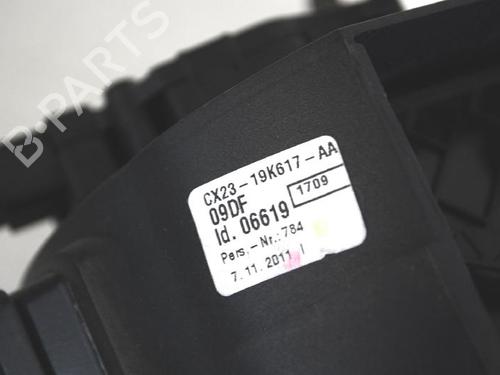 B-PARTS
CX23-19K617-AA
09DF
1709
Id. 06619
Pers.-Nr.: 784
7.11.2011 |